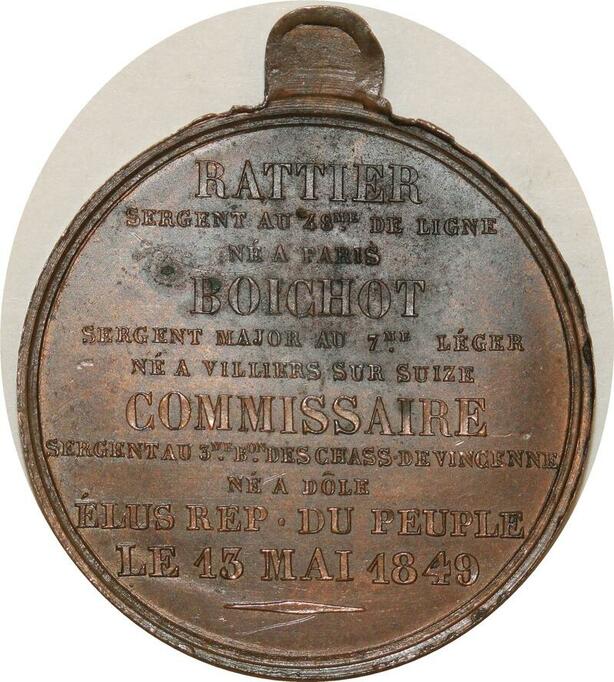 RATTIER
SERGENT AU 48ME DE LIGNE
NÉ A PARIS
BOICHOT
SERGENT MAJOR AU 7ME LÉGER
NÉ A VILLIERS SUR SUIZE
COMMISSAIRE
SERGENT AU 3ME BON DES CHASS · DE VINCENNE
NÉ A DÔLE
ÉLUS REP · DU PEUPLE
LE 13 MAI 1849